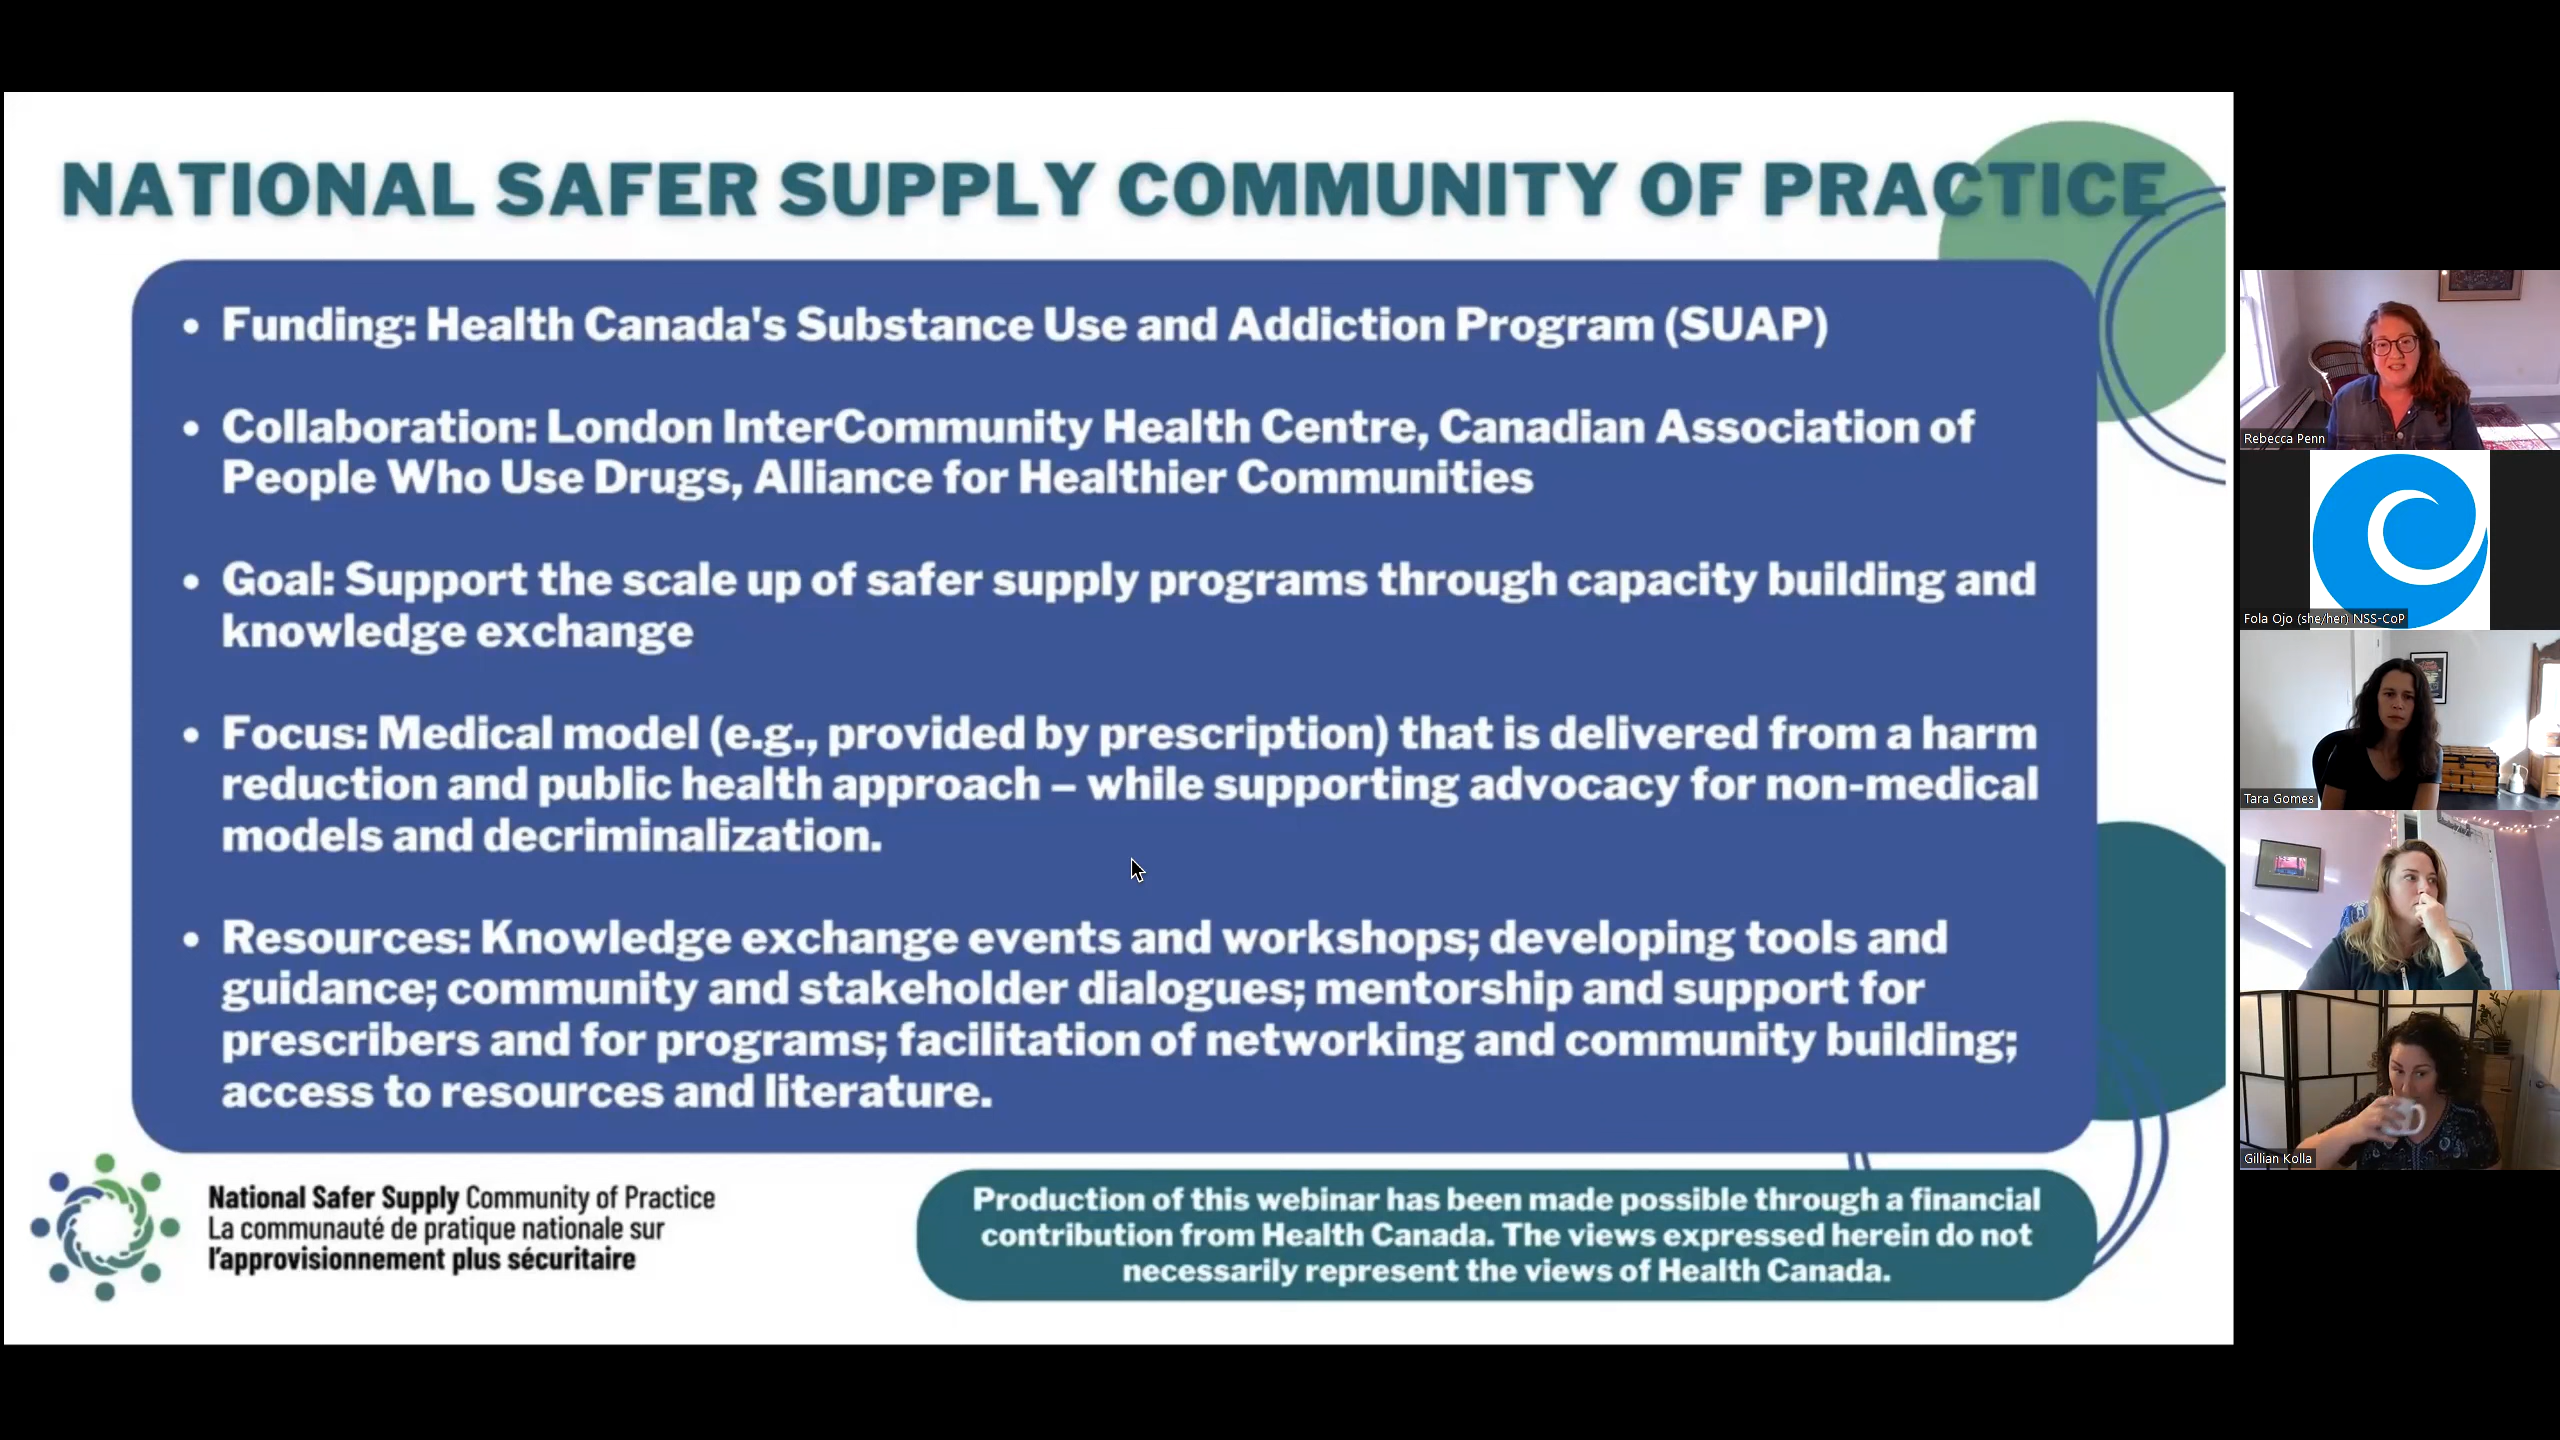 NATIONAL SAFER SUPPLY COMMUNITY OF PRACTICE
• Funding: Health Canada's Substance Use and Addiction Program (SUAP)
• Collaboration: London InterCommunity Health Centre, Canadian Association of
People Who Use Drugs, Alliance for Healthier Communities
• Goal: Support the scale up of safer supply programs through capacity building and
knowledge exchange
• Focus: Medical model (e.g., provided by prescription) that is delivered from a harm
reduction and public health approach – while supporting advocacy for non-medical
models and decriminalization.
• Resources: Knowledge exchange events and workshops; developing tools and
guidance; community and stakeholder dialogues; mentorship and support for
prescribers and for programs; facilitation of networking and community building;
access to resources and literature.
National Safer Supply Community of Practice
La communauté de pratique nationale sur
l'approvisionnement plus sécuritaire
Production of this webinar has been made possible through a financial
contribution from Health Canada. The views expressed herein do not
necessarily represent the views of Health Canada.
Rebecca Penn
Fola Ojo (she/her) NSS-CoP
Tara Gomes
Gillian Kolla